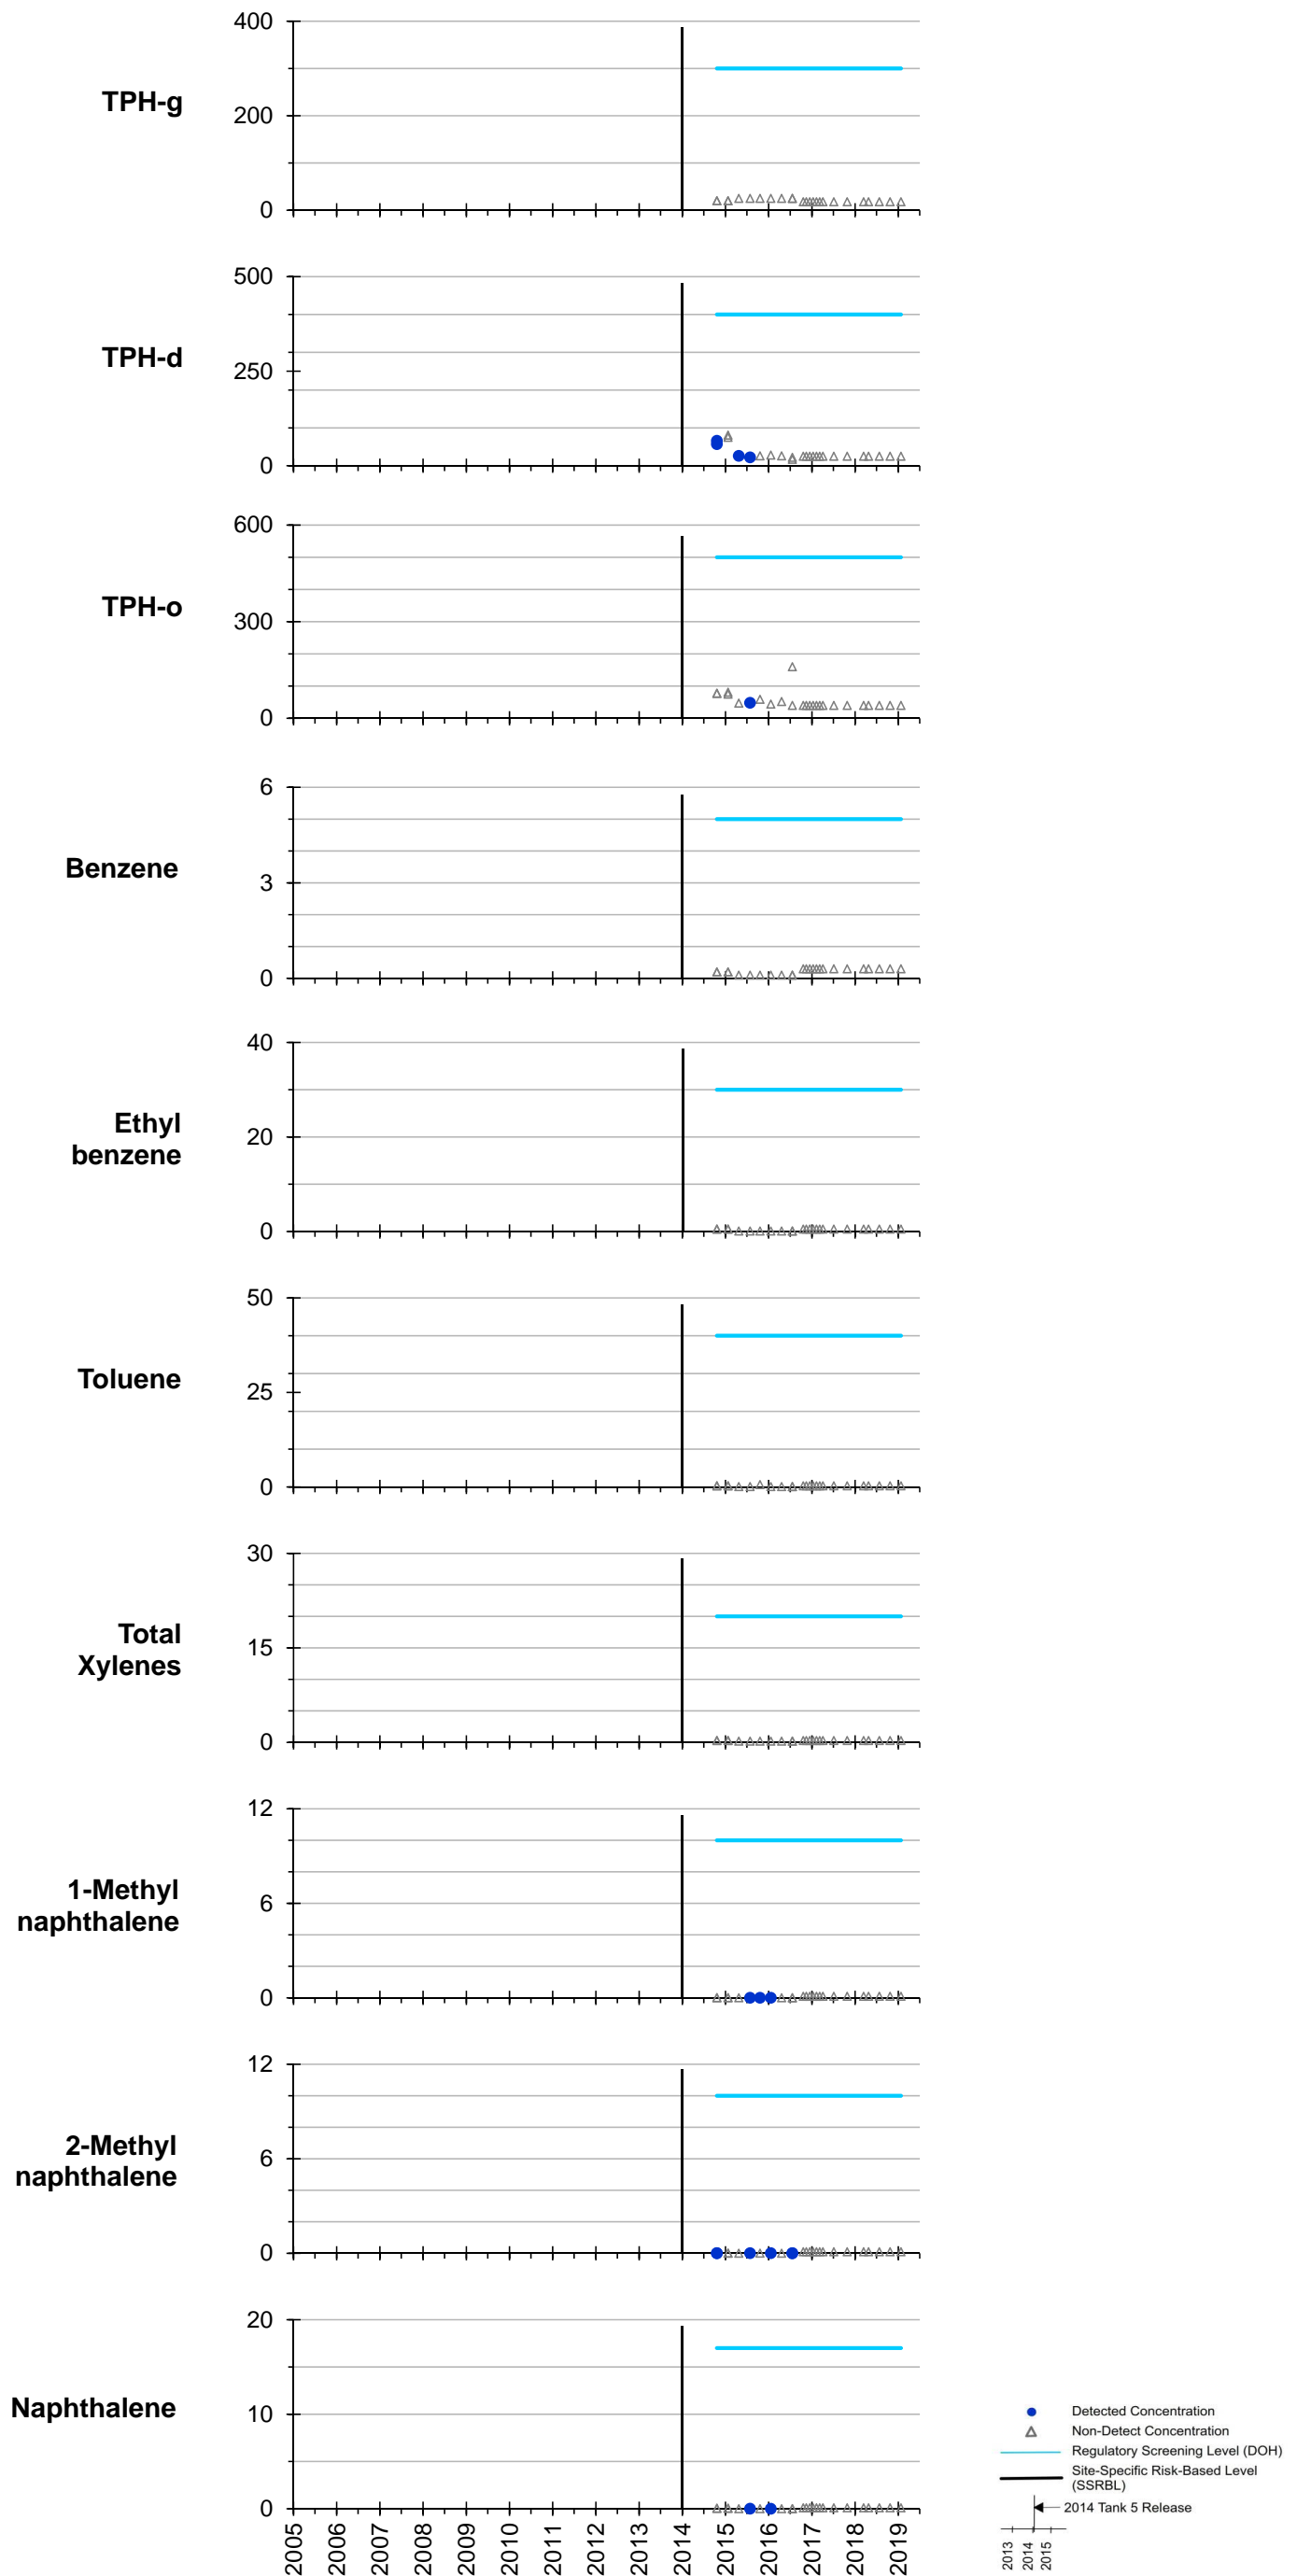 400
TPH-g
200
0
500
TPH-d
250
0
600
TPH-o
300
0
6
Benzene
3
0
40
Ethyl
benzene
20
0
50
Toluene
25
0
30
Total
Xylenes
15
0
12
1-Methyl
naphthalene
6
0
12
2-Methyl
naphthalene
6
0
20
Naphthalene
10
0
2005 2006 2007 2008 2009 2010 2011 2012 2013 2014 2015 2016 2017 2018 2019
Detected Concentration
Non-Detect Concentration
Regulatory Screening Level (DOH)
Site-Specific Risk-Based Level
(SSRBL)
2014 Tank 5 Release
2013 2014 2015